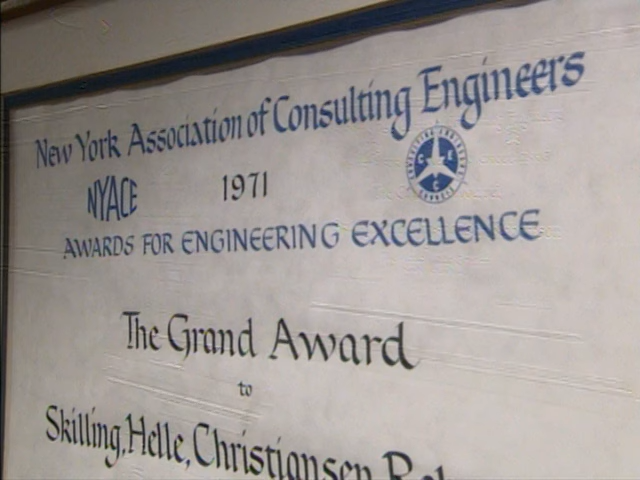 New York Association of Consulting Engineers
NYACE 1971
AWARDS FOR ENGINEERING EXCELLENCE
The Grand Award
to
Skilling, Helle, Christiansen